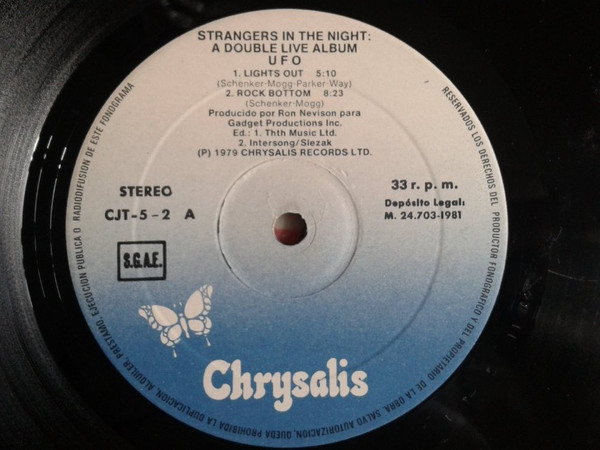 STRANGERS IN THE NIGHT:
A DOUBLE LIVE ALBUM
UFO
1. LIGHTS OUT 5:10
(Schenker-Mogg-Parker-Way)
2. ROCK BOTTOM 8:23
(Schenker-Mogg)
Producido por Ron Nevison para
Gadget Productions Inc.
Ed.: 1. Thth Music Ltd.
2. Intersong/Slezak
(P) 1979 CHRYSALIS RECORDS LTD.
STEREO
CJT-5-2 A
S.G.A.E.
33 r. p. m.
Depósito Legal:
M. 24.703-1981
Chrysalis
RESERVADOS LOS DERECHOS DEL PRODUCTOR FONOGRAFICO Y DEL PROPIETARIO DE LA OBRA. SALVO AUTORIZACION, QUEDA PROHIBIDA LA DUPLICACION, ALQUILER, PRESTAMO, EJECUCION PUBLICA O RADIODIFUSION DE ESTE FONOGRAMA